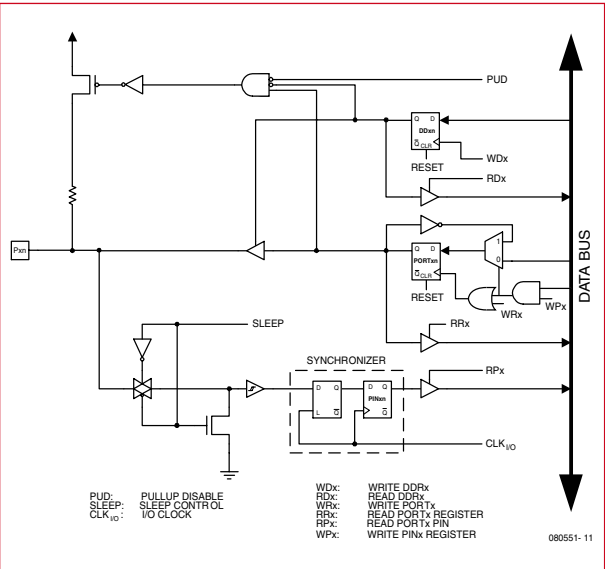 PUD
Q D
DDxn
Q CLR
WDx
RESET
RDx
1
Pxn
Q D
PORTxn
0
Q CLR
RESET
WRx
WPx
DATA BUS
SLEEP
RRx
SYNCHRONIZER
RPx
D Q
D Q
PINxn
L Q
Q
CLK I/O
PUD: PULLUP DISABLE
SLEEP: SLEEP CONTROL
CLK I/O : I/O CLOCK
WDx: WRITE DDRx
RDx: READ DDRx
WRx: WRITE PORTx
RRx: READ PORTx REGISTER
RPx: READ PORTx PIN
WPx: WRITE PINx REGISTER
080551- 11